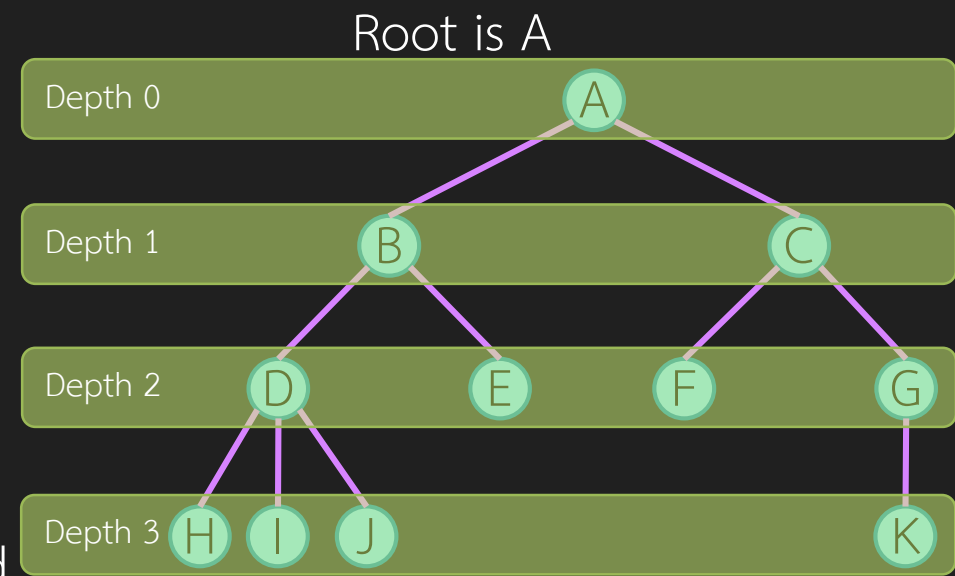 Root is A
Depth 0 A
Depth 1 B C
Depth 2 D E F G
Depth 3 H I J K